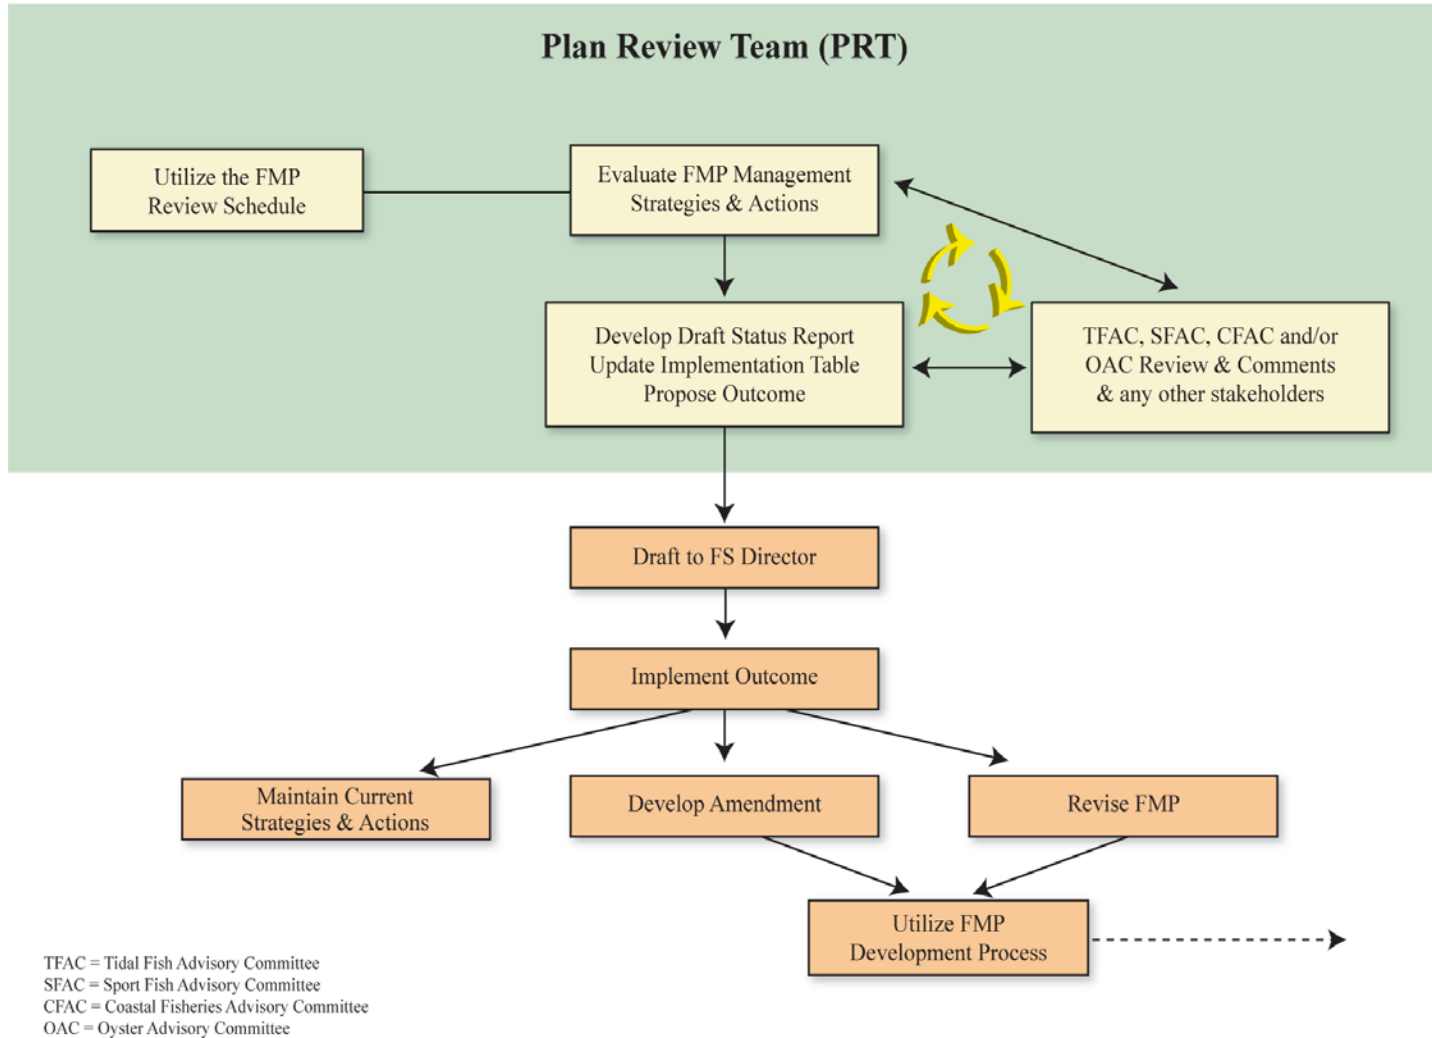 Plan Review Team (PRT)
Utilize the FMP
Review Schedule
Evaluate FMP Management
Strategies & Actions
Develop Draft Status Report
Update Implementation Table
Propose Outcome
TFAC, SFAC, CFAC and/or
OAC Review & Comments
& any other stakeholders
Draft to FS Director
Implement Outcome
Maintain Current
Strategies & Actions
Develop Amendment
Revise FMP
Utilize FMP
Development Process
TFAC = Tidal Fish Advisory Committee
SFAC = Sport Fish Advisory Committee
CFAC = Coastal Fisheries Advisory Committee
OAC = Oyster Advisory Committee